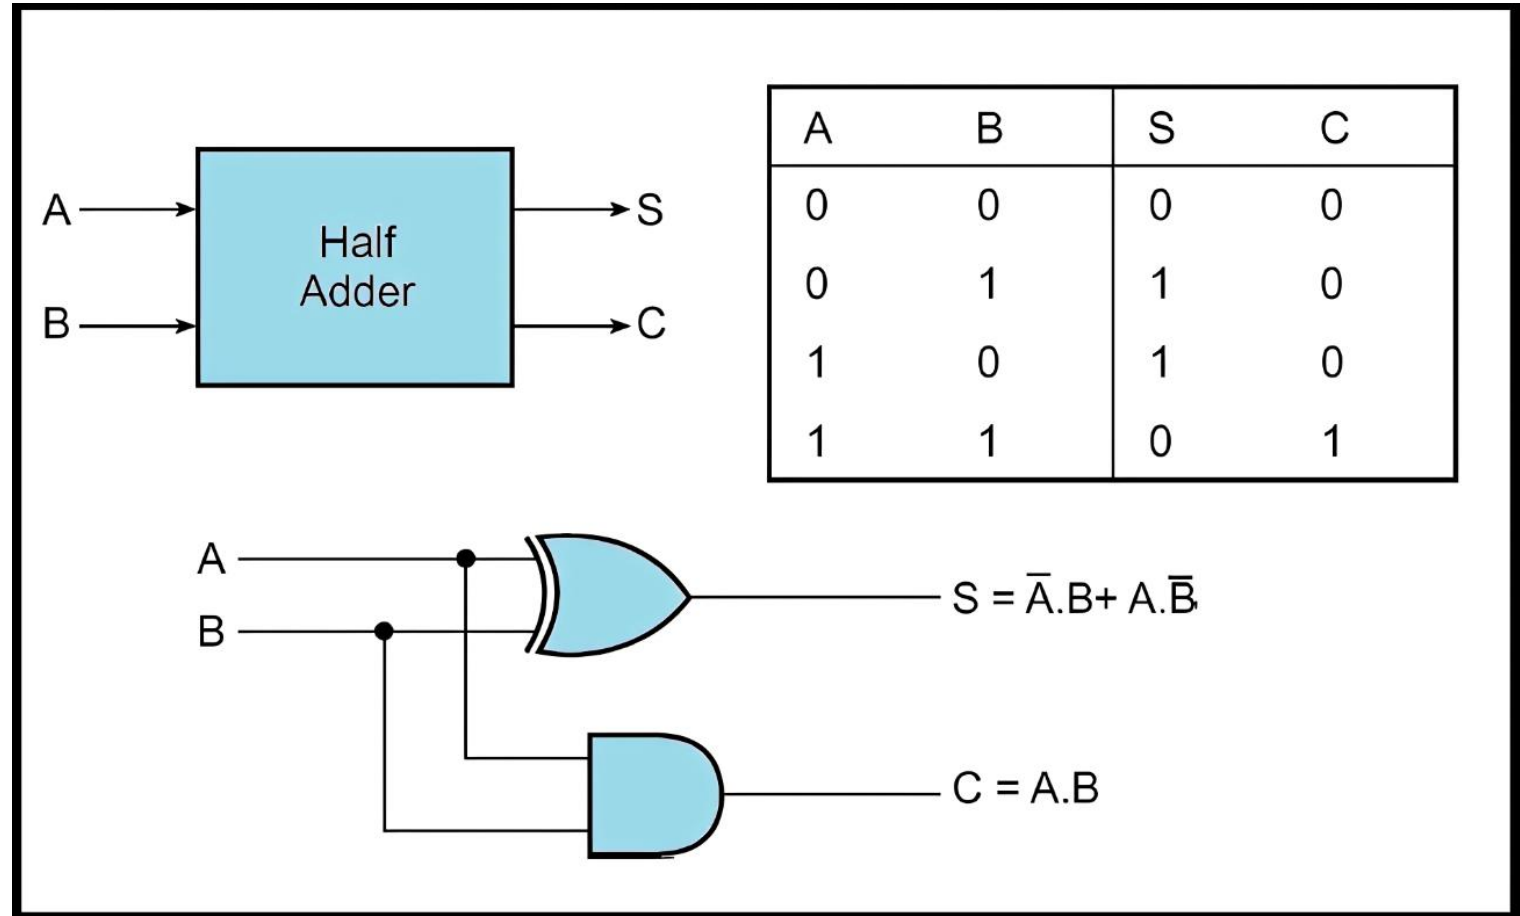 A
B
Half
Adder
S
C
A B S C
0 0 0 0
0 1 1 0
1 0 1 0
1 1 0 1
A
B
S = A̅.B+ A.B̅
C = A.B